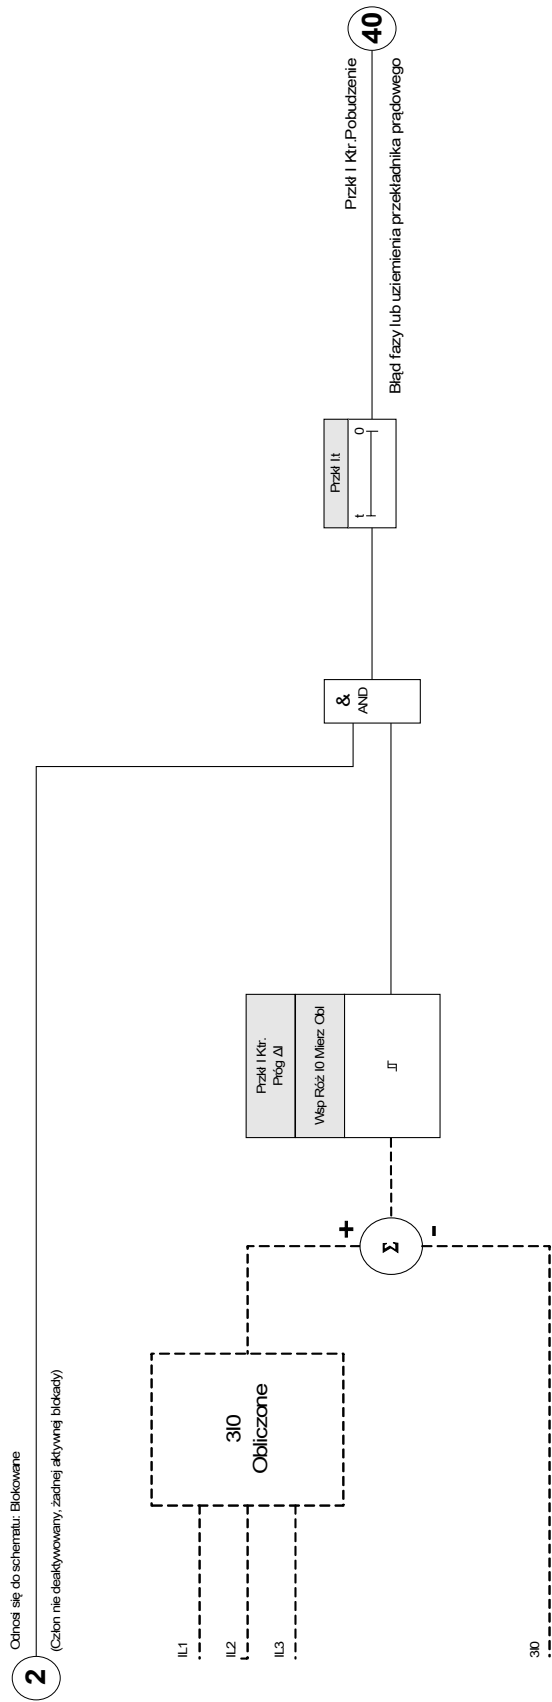 2
Odnosi się do schematu: Blokowane
(Człon nie deaktywowany, żadnej aktywnej blokady)
IL1
IL2
IL3
3I0
3I0
Obliczone
+
Σ
-
Przkł I Ktr.
Próg ΔI
Wsp Róż I0 Mierz Obl
&
AND
Przkł I.t
t
0
Przkł I Ktr.Pobudzenie
Błąd fazy lub uziemienia przekładnika prądowego
40